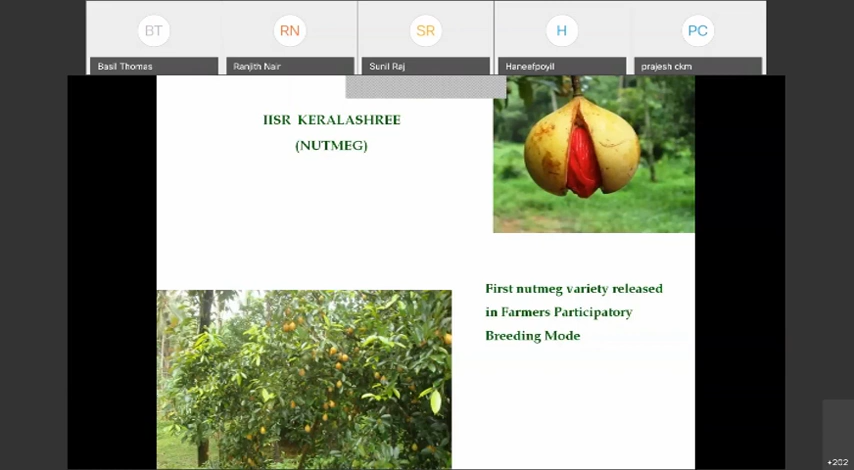 BT
RN
SR
H
PC
Basil Thomas
Ranjith Nair
Sunil Raj
Haneefpoyil
prajesh ckm
IISR KERALASHREE
(NUTMEG)
First nutmeg variety released
in Farmers Participatory
Breeding Mode
+202